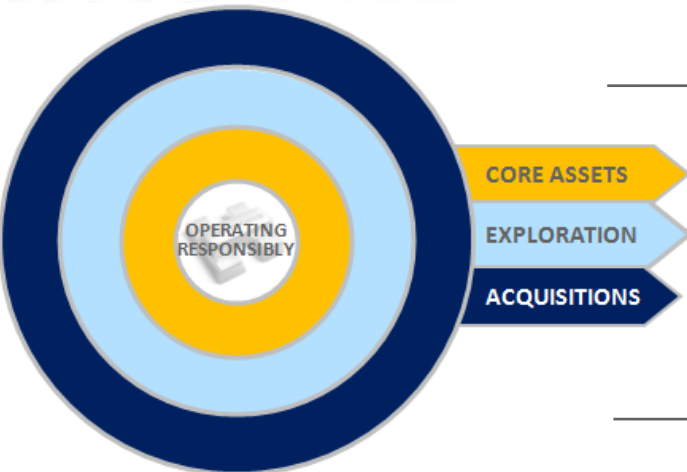 OPERATING
RESPONSIBLY
CORE ASSETS
EXPLORATION
ACQUISITIONS